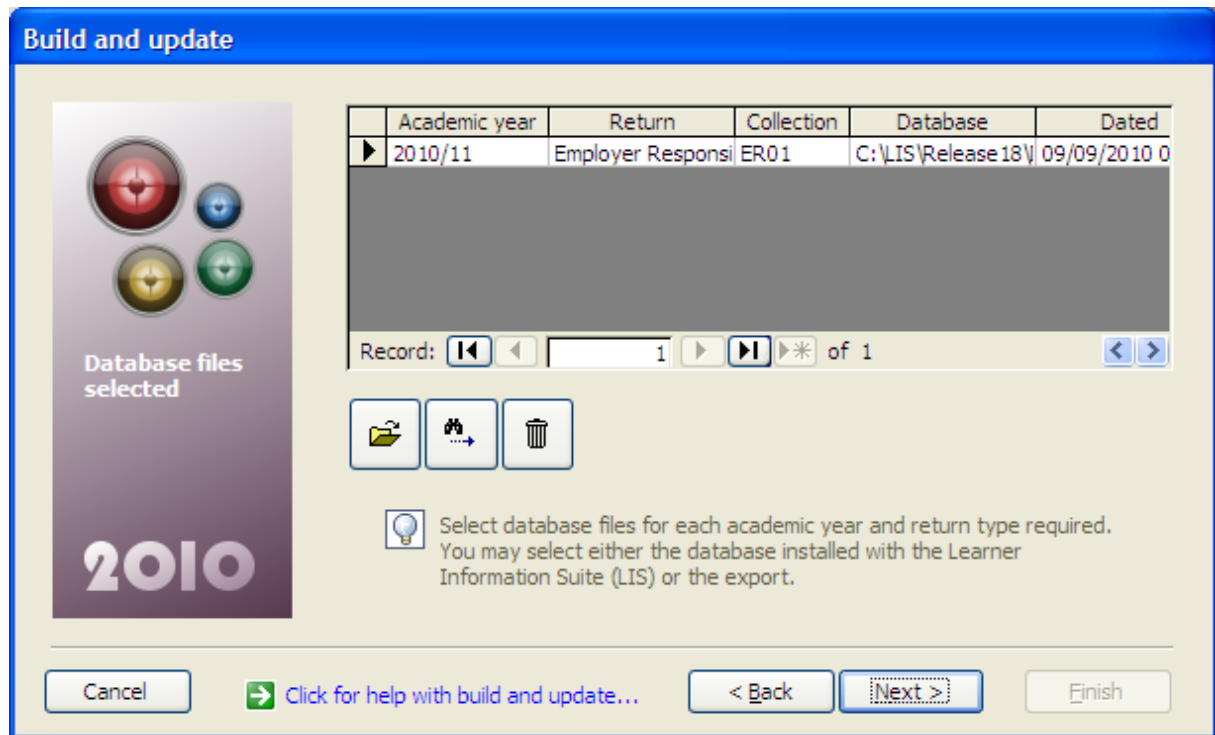 Build and update
Academic year Return Collection Database Dated
2010/11 Employer Responsi ER01 C:\LIS\Release18\ 09/09/2010 0
Record: 1 of 1
Database files
selected
Select database files for each academic year and return type required.
You may select either the database installed with the Learner
Information Suite (LIS) or the export.
2010
Cancel Click for help with build and update... < Back Next > Finish